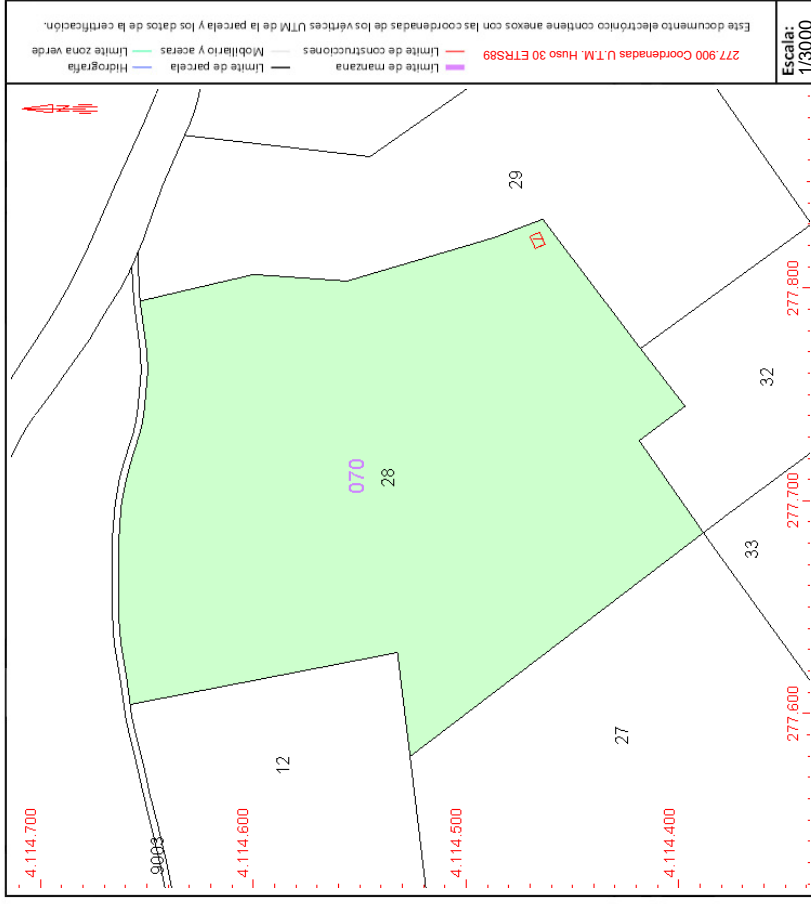 Este documento electrónico contiene anexos con las coordenadas de los vértices UTM de la parcela y los datos de la certificación.
277.900 Coordenadas U.T.M. Huso 30 ETRS89
Límite de manzana
Límite de construcciones
Límite de parcela
Mobiliario y aceras
Hidrografía
Límite zona verde
Escala:
1/3000
29
070
28
32
33
12
27
9003
4.114.700
4.114.600
4.114.500
4.114.400
277.600
277.700
277.800